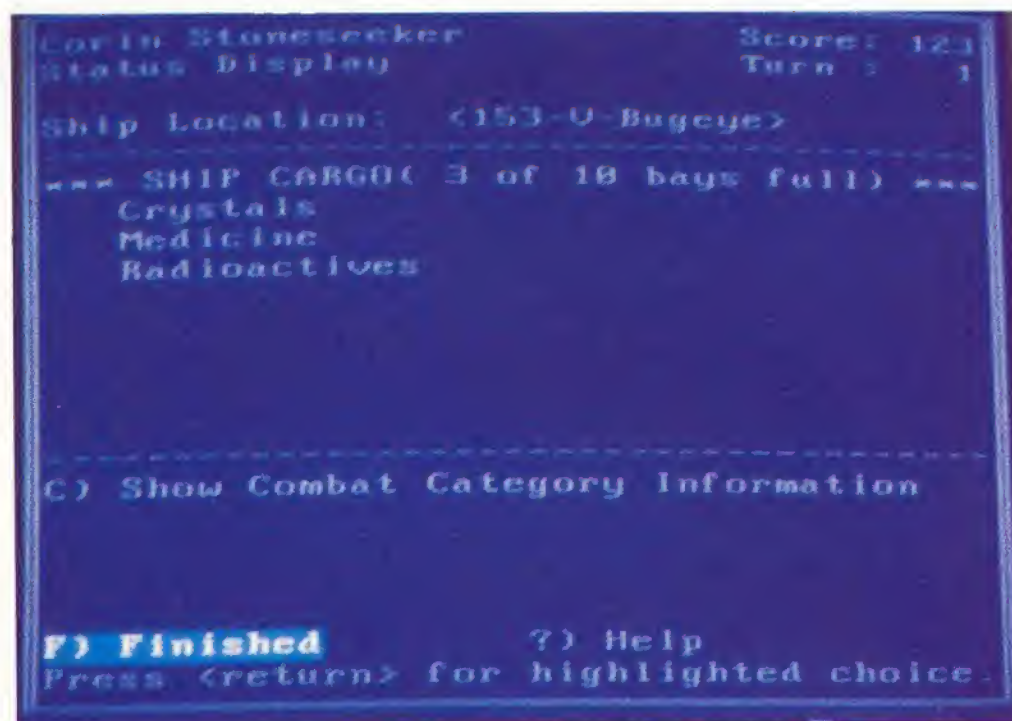 Corin Stoneseeker Score: 123
Status Display Turn : 1
Ship Location: <153-V-Bugeye>
*** SHIP CARGO( 3 of 10 bays full) ***
Crystals
Medicine
Radioactives
C) Show Combat Category Information
F) Finished ?) Help
Press <return> for highlighted choice.